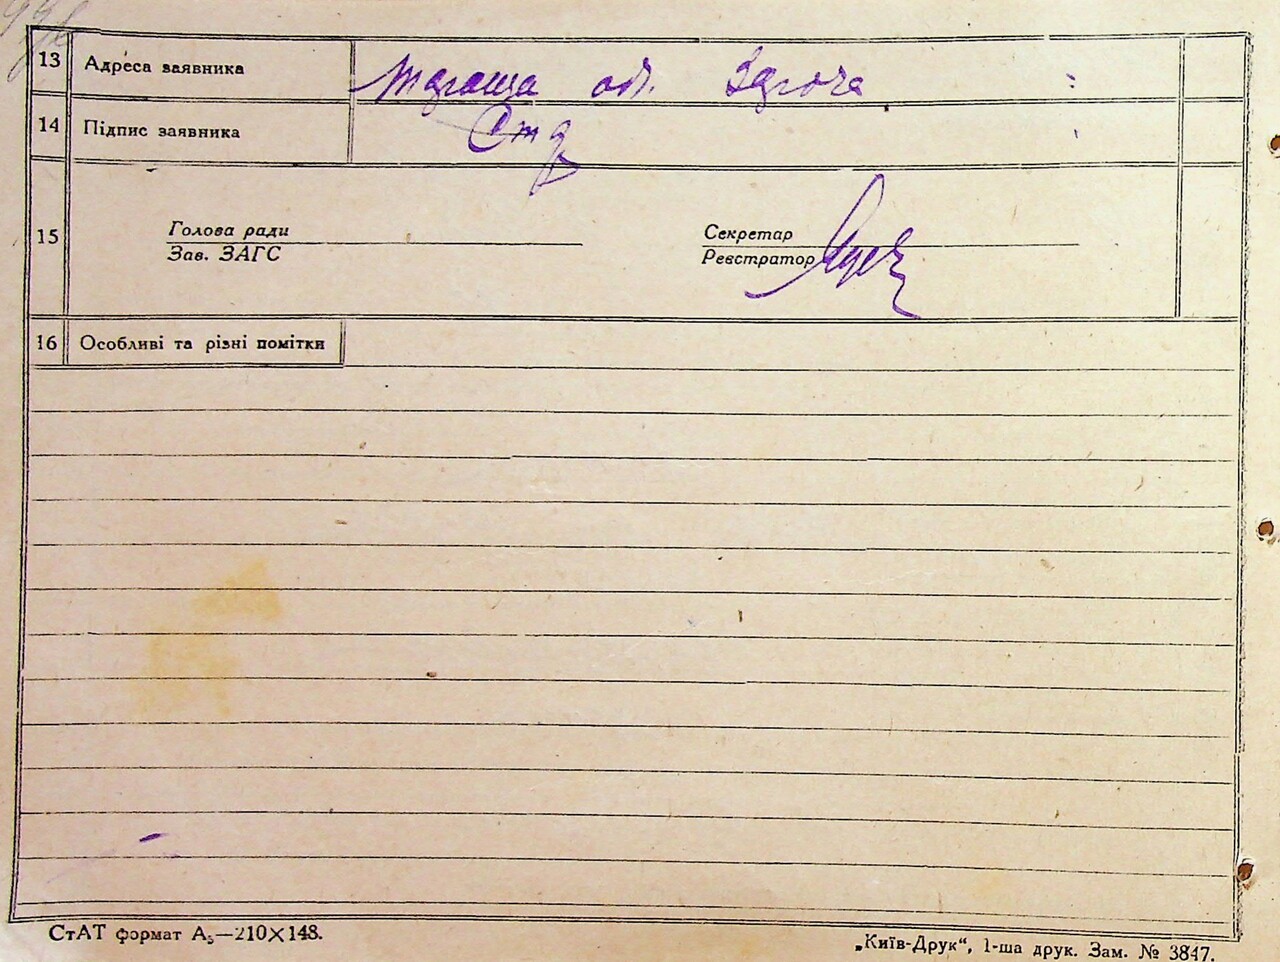 13 Адреса заявника
14 Підпис заявника
15 Голова ради Секретар
Зав. ЗАГС Реєстратор
16 Особливі та різні помітки
СтАТ формат А5—210×148.
„Київ-Друк“, 1-ша друк. Зам. № 3847.